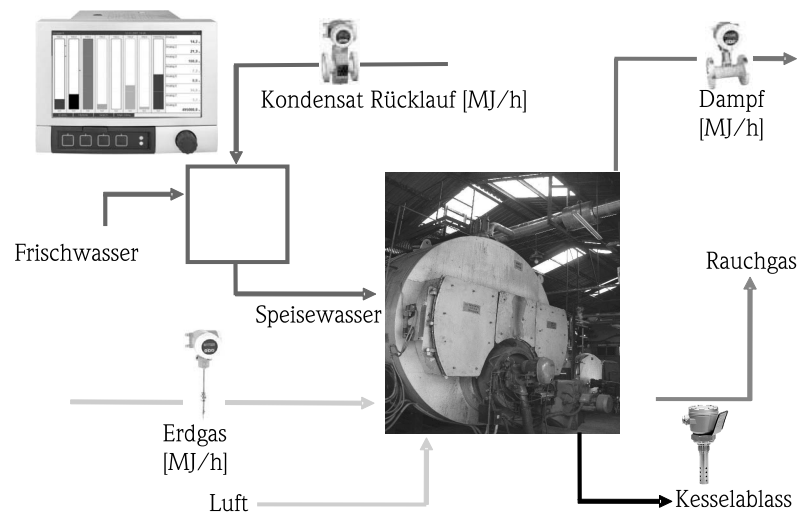 Kondensat Rücklauf [MJ/h]
Dampf
[MJ/h]
Frischwasser
Rauchgas
Speisewasser
Erdgas
[MJ/h]
Luft
Kesselablass